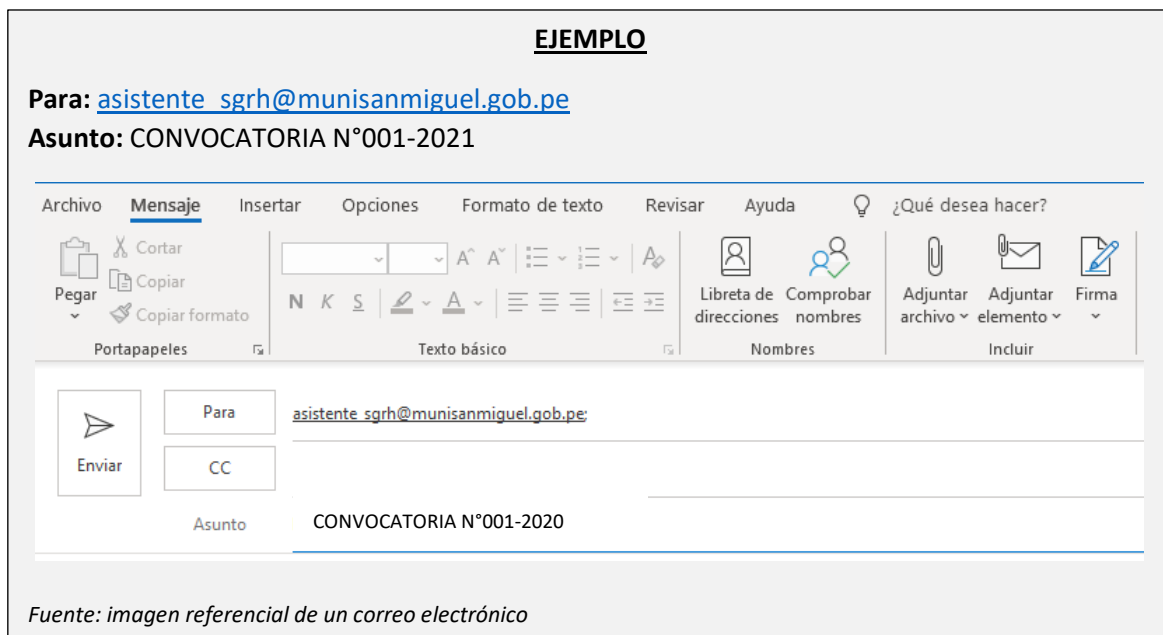 EJEMPLO
Para: asistente_sgrh@munisanmiguel.gob.pe
Asunto: CONVOCATORIA N°001-2021
Archivo Mensaje Insertar Opciones Formato de texto Revisar Ayuda ¿Qué desea hacer?
Pegar
Cortar
Copiar
Copiar formato
Portapapeles
N K S A
Texto básico
Libreta de direcciones
Comprobar nombres
Nombres
Adjuntar archivo
Adjuntar elemento
Firma
Incluir
Enviar
Para
asistente_sgrh@munisanmiguel.gob.pe;
CC
Asunto
CONVOCATORIA N°001-2020
Fuente: imagen referencial de un correo electrónico